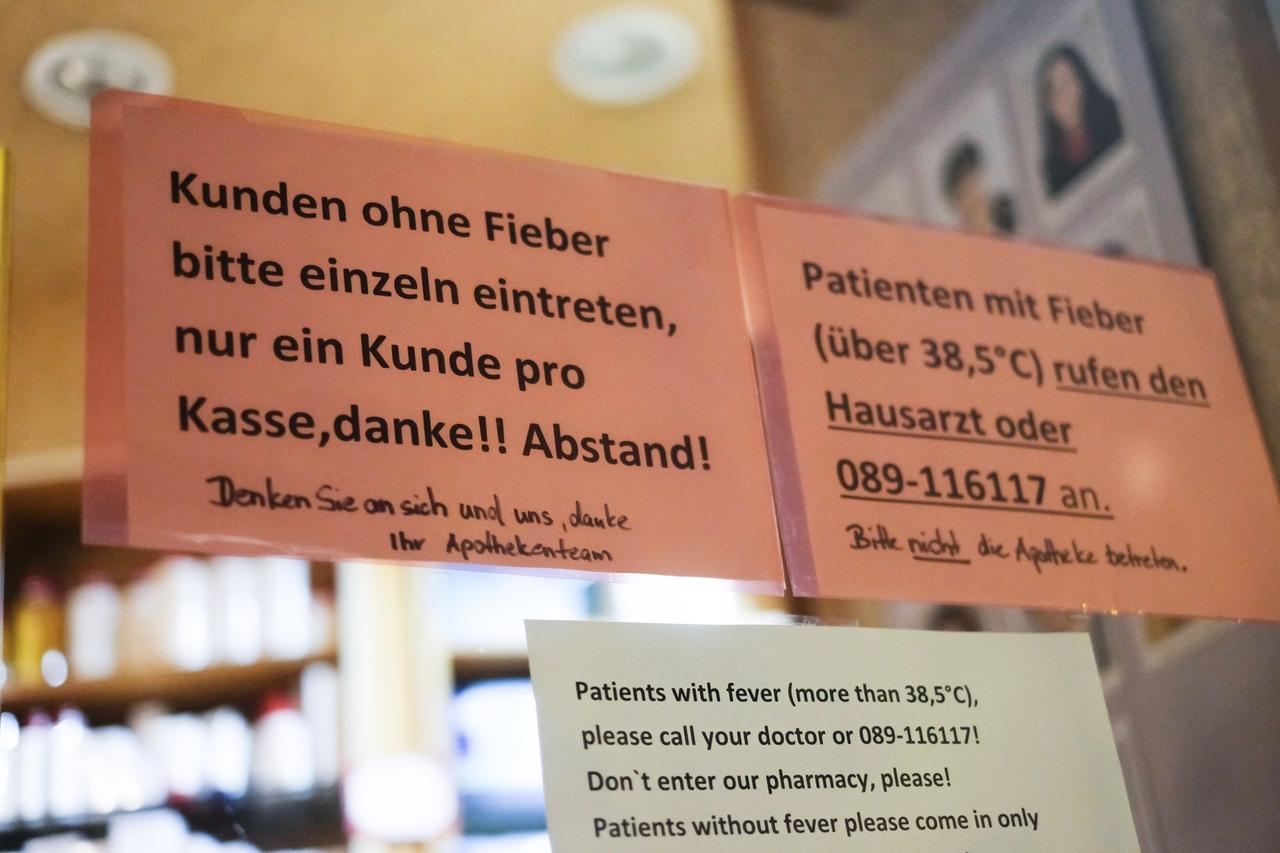 Kunden ohne Fieber
bitte einzeln eintreten,
nur ein Kunde pro
Kasse,danke!! Abstand!
Denken Sie an sich und uns, danke
Ihr Apothekenteam
Patienten mit Fieber
(über 38,5°C) rufen den
Hausarzt oder
089-116117 an.
Bitte nicht die Apotheke betreten.
Patients with fever (more than 38,5°C),
please call your doctor or 089-116117!
Don`t enter our pharmacy, please!
Patients without fever please come in only